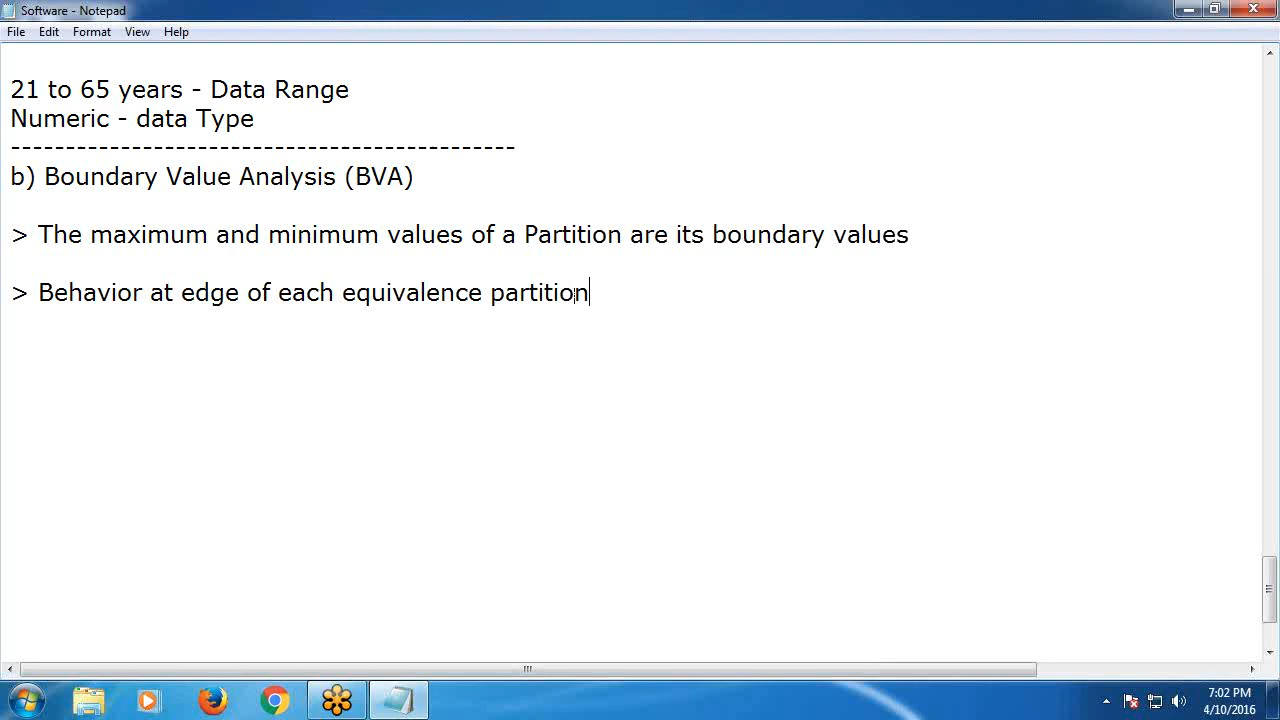 Software - Notepad
File Edit Format View Help
21 to 65 years - Data Range
Numeric - data Type
----------------------------------------------
b) Boundary Value Analysis (BVA)
> The maximum and minimum values of a Partition are its boundary values
> Behavior at edge of each equivalence partition
7:02 PM
4/10/2016